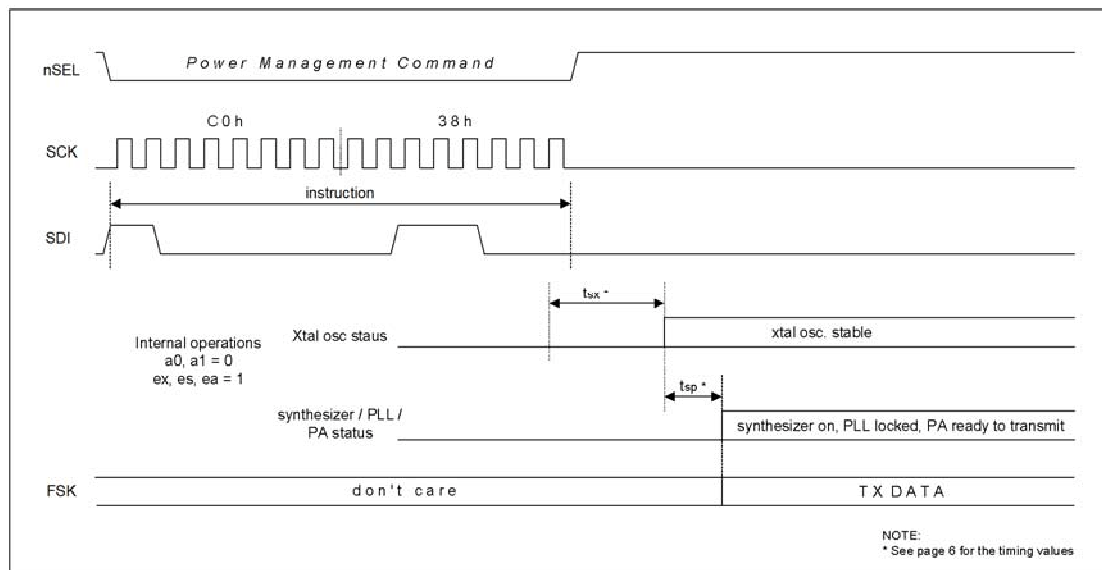 nSEL
Power Management Command
C0h
38h
SCK
instruction
SDI
tsx *
Xtal osc staus
xtal osc. stable
Internal operations
a0, a1 = 0
ex, es, ea = 1
tsp *
synthesizer / PLL /
PA status
synthesizer on, PLL locked, PA ready to transmit
FSK
don't care
TX DATA
NOTE:
* See page 6 for the timing values